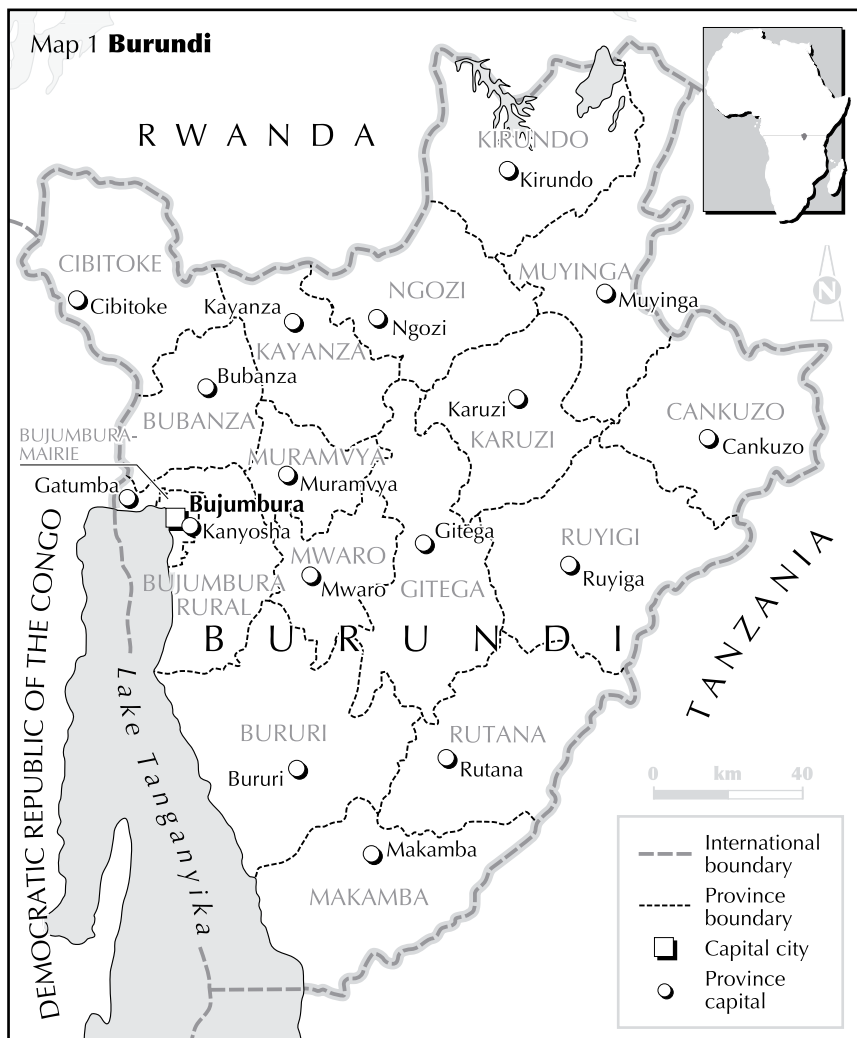 Map 1 Burundi
RWANDA
KIRUNDO
Kirundo
CIBITOKE
Cibitoke
Kayanza
KAYANZA
NGOZI
Ngozi
MUYINGA
Muyinga
N
Bubanza
BUBANZA
Karuzi
KARUZI
CANKUZO
Cankuzo
BUJUMBURA-
MAIRIE
Gatumba
MURAMVYA
Muramvya
Bujumbura
Kanyosha
BUJUMBURA
RURAL
MWARO
Mwaro
Gitega
GITEGA
RUYIGI
Ruyiga
BURUNDI
TANZANIA
DEMOCRATIC REPUBLIC OF THE CONGO
Lake Tanganyika
BURURI
Bururi
RUTANA
Rutana
Makamba
MAKAMBA
0 km 40
International
boundary
Province
boundary
Capital city
Province
capital